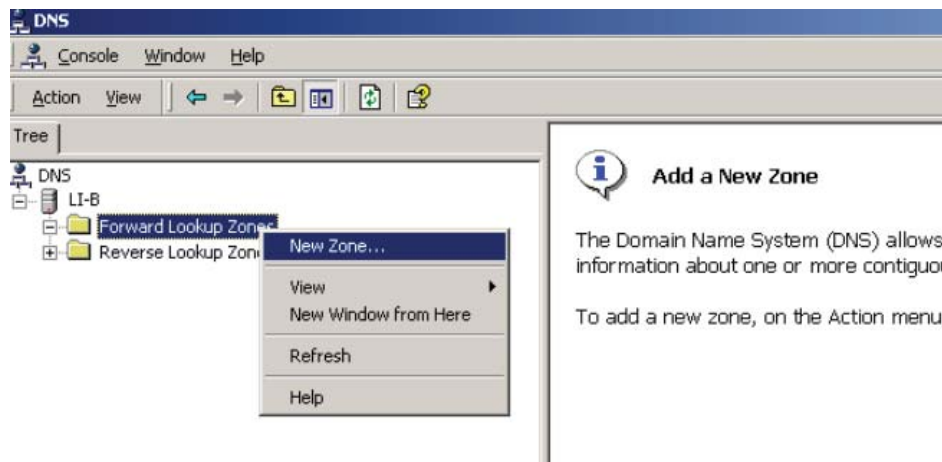 DNS
Console Window Help
Action View
Tree
DNS
LI-B
Forward Lookup Zones
Reverse Lookup Zon
New Zone...
View
New Window from Here
Refresh
Help
Add a New Zone
The Domain Name System (DNS) allows
information about one or more contiguou
To add a new zone, on the Action menu